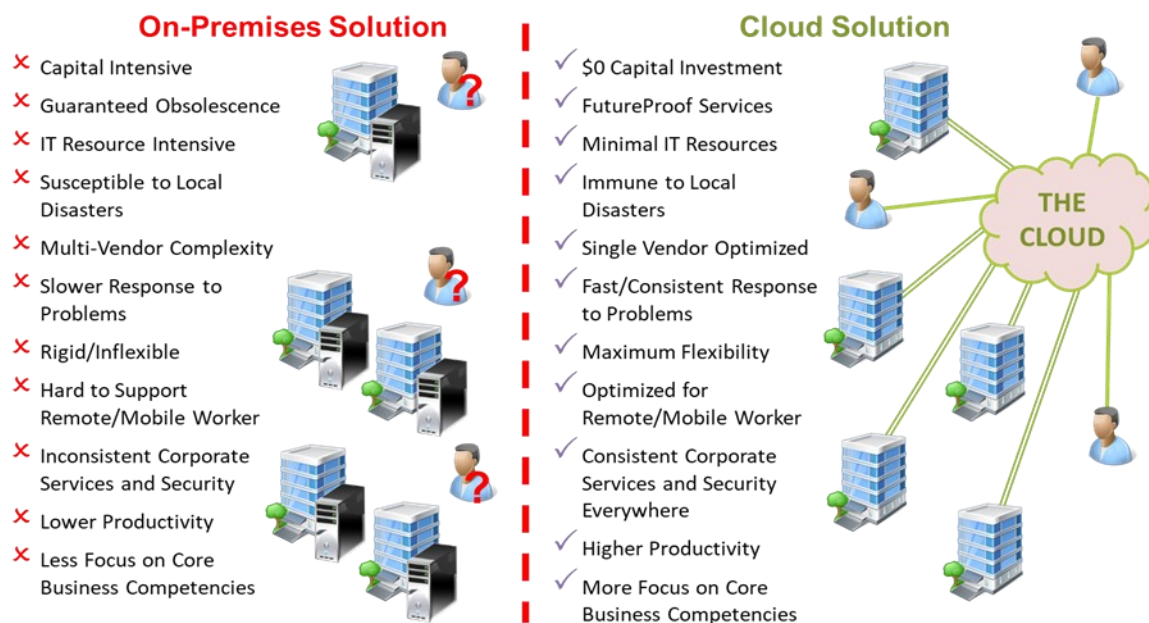 On-Premises Solution
✗ Capital Intensive
✗ Guaranteed Obsolescence
✗ IT Resource Intensive
✗ Susceptible to Local
Disasters
✗ Multi-Vendor Complexity
✗ Slower Response to
Problems
✗ Rigid/Inflexible
✗ Hard to Support
Remote/Mobile Worker
✗ Inconsistent Corporate
Services and Security
✗ Lower Productivity
✗ Less Focus on Core
Business Competencies
?
?
?
Cloud Solution
✓ $0 Capital Investment
✓ FutureProof Services
✓ Minimal IT Resources
✓ Immune to Local
Disasters
✓ Single Vendor Optimized
✓ Fast/Consistent Response
to Problems
✓ Maximum Flexibility
✓ Optimized for
Remote/Mobile Worker
✓ Consistent Corporate
Services and Security
Everywhere
✓ Higher Productivity
✓ More Focus on Core
Business Competencies
THE
CLOUD